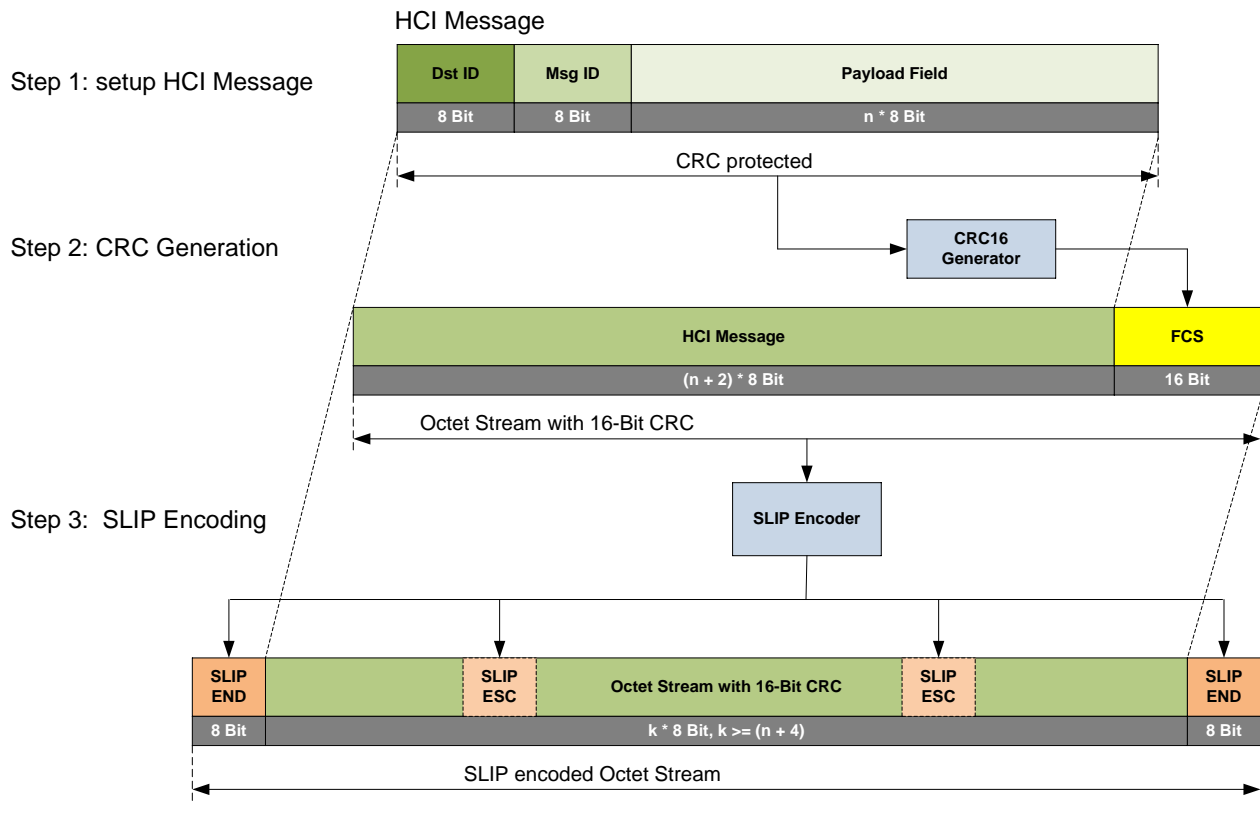 HCI Message
Step 1: setup HCI Message
Dst ID
Msg ID
Payload Field
8 Bit
8 Bit
n * 8 Bit
CRC protected
Step 2: CRC Generation
CRC16
Generator
HCI Message
FCS
(n + 2) * 8 Bit
16 Bit
Octet Stream with 16-Bit CRC
Step 3: SLIP Encoding
SLIP Encoder
SLIP
END
SLIP
ESC
Octet Stream with 16-Bit CRC
SLIP
ESC
SLIP
END
8 Bit
k * 8 Bit, k >= (n + 4)
8 Bit
SLIP encoded Octet Stream